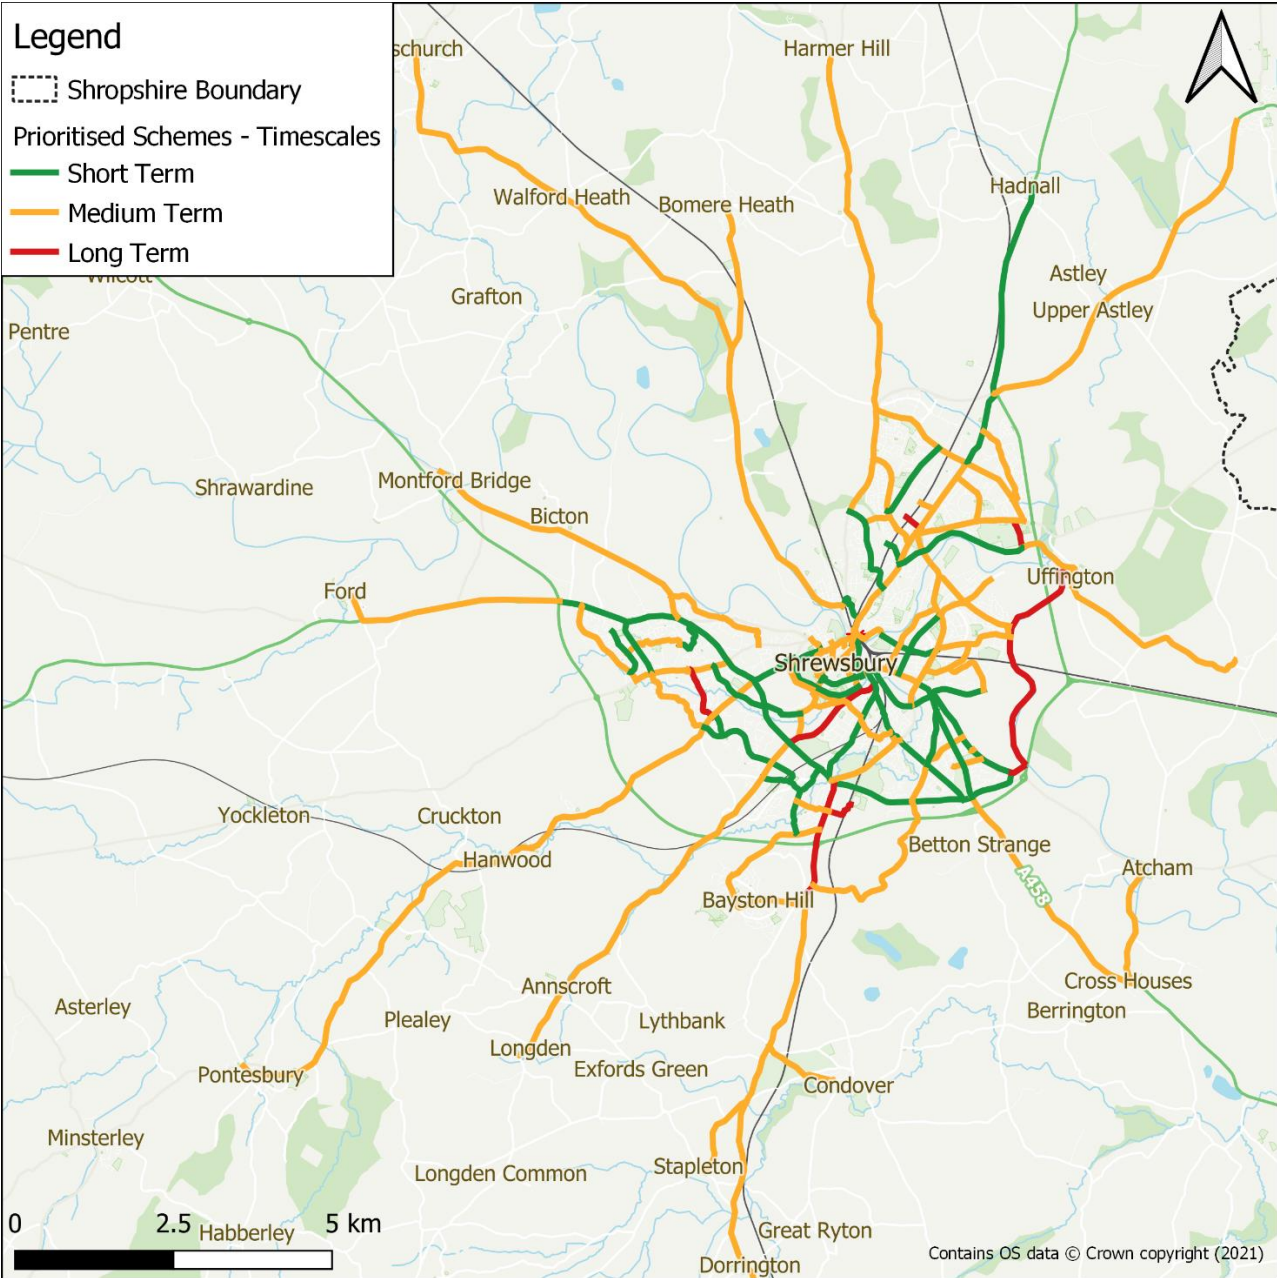 Legend
Shropshire Boundary
Prioritised Schemes - Timescales
Short Term
Medium Term
Long Term
schurch
Harmer Hill
Hadnall
Walford Heath
Bomere Heath
Astley
Wilcott
Grafton
Upper Astley
Pentre
Montford Bridge
Shrawardine
Bicton
Uffington
Ford
Shrewsbury
Yockleton
Cruckton
Betton Strange
Hanwood
Atcham
A458
Bayston Hill
Cross Houses
Annscroft
Asterley
Berrington
Plealey
Lythbank
Longden
Exfords Green
Pontesbury
Condover
Minsterley
Stapleton
Longden Common
0 2.5 5 km
Habberley
Great Ryton
Contains OS data © Crown copyright (2021)
Dorrington